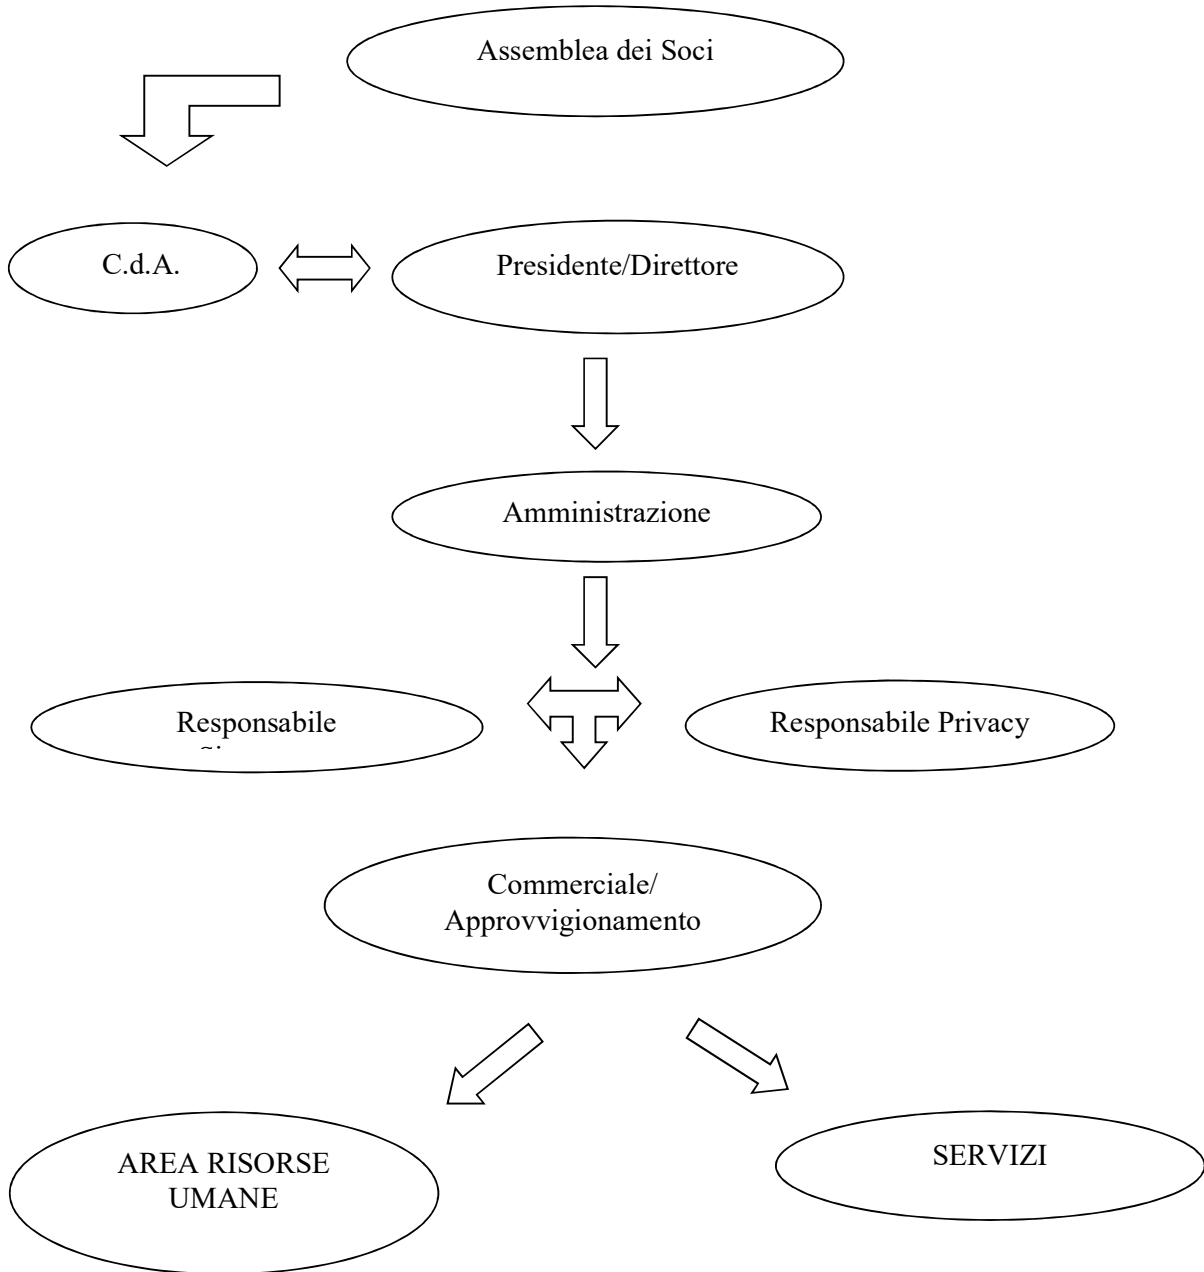 Assemblea dei Soci
C.d.A.
Presidente/Direttore
Amministrazione
Responsabile
Responsabile Privacy
Commerciale/
Approvvigionamento
AREA RISORSE
UMANE
SERVIZI